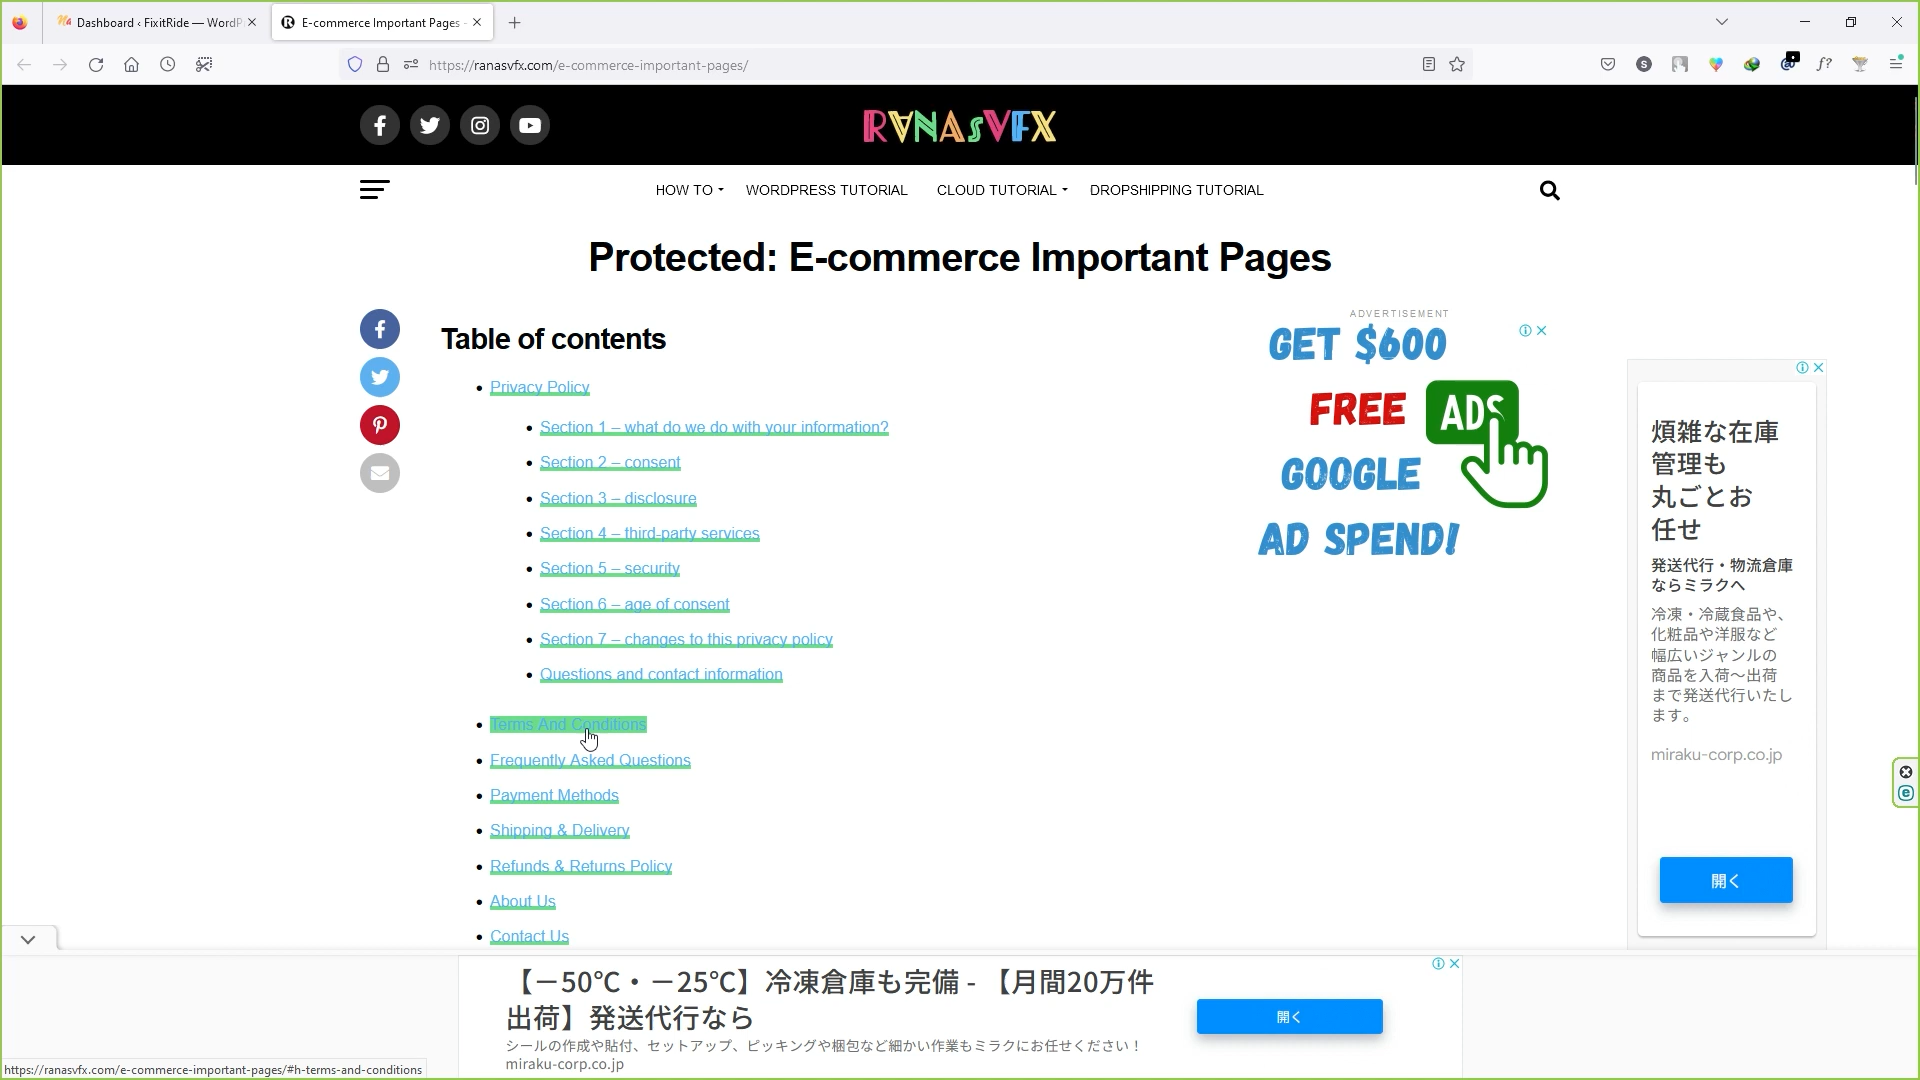 Dashboard ‹ FixitRide — WordP
E-commerce Important Pages -
https://ranasvfx.com/e-commerce-important-pages/
S
f?
RANAsVFX
HOW TO
WORDPRESS TUTORIAL
CLOUD TUTORIAL
DROPSHIPPING TUTORIAL
Protected: E-commerce Important Pages
Table of contents
Privacy Policy
Section 1 – what do we do with your information?
Section 2 – consent
Section 3 – disclosure
Section 4 – third-party services
Section 5 – security
Section 6 – age of consent
Section 7 – changes to this privacy policy
Questions and contact information
Terms And Conditions
Frequently Asked Questions
Payment Methods
Shipping & Delivery
Refunds & Returns Policy
About Us
Contact Us
ADVERTISEMENT
GET $600
FREE
ADS
GOOGLE
AD SPEND!
煩雑な在庫
管理も
丸ごとお
任せ
発送代行・物流倉庫
ならミラクへ
冷凍・冷蔵食品や、
化粧品や洋服など
幅広いジャンルの
商品を入荷〜出荷
まで発送代行いたし
ます。
miraku-corp.co.jp
開く
【－50℃・－25℃】冷凍倉庫も完備 - 【月間20万件
出荷】発送代行なら
シールの作成や貼付、セットアップ、ピッキングや梱包など細かい作業もミラクにお任せください！
miraku-corp.co.jp
開く
https://ranasvfx.com/e-commerce-important-pages/#h-terms-and-conditions